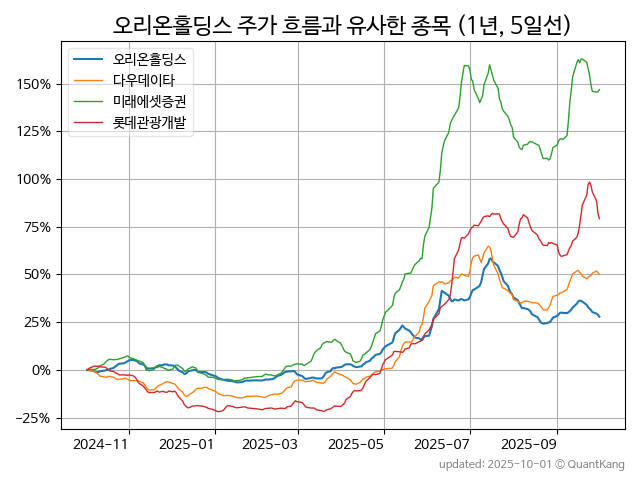 오리온홀딩스 주가 흐름과 유사한 종목 (1년, 5일선)
오리온홀딩스
다우데이타
미래에셋증권
롯데관광개발
150%
125%
100%
75%
50%
25%
0%
−25%
2024-11 2025-01 2025-03 2025-05 2025-07 2025-09
updated: 2025-10-01 © QuantKang